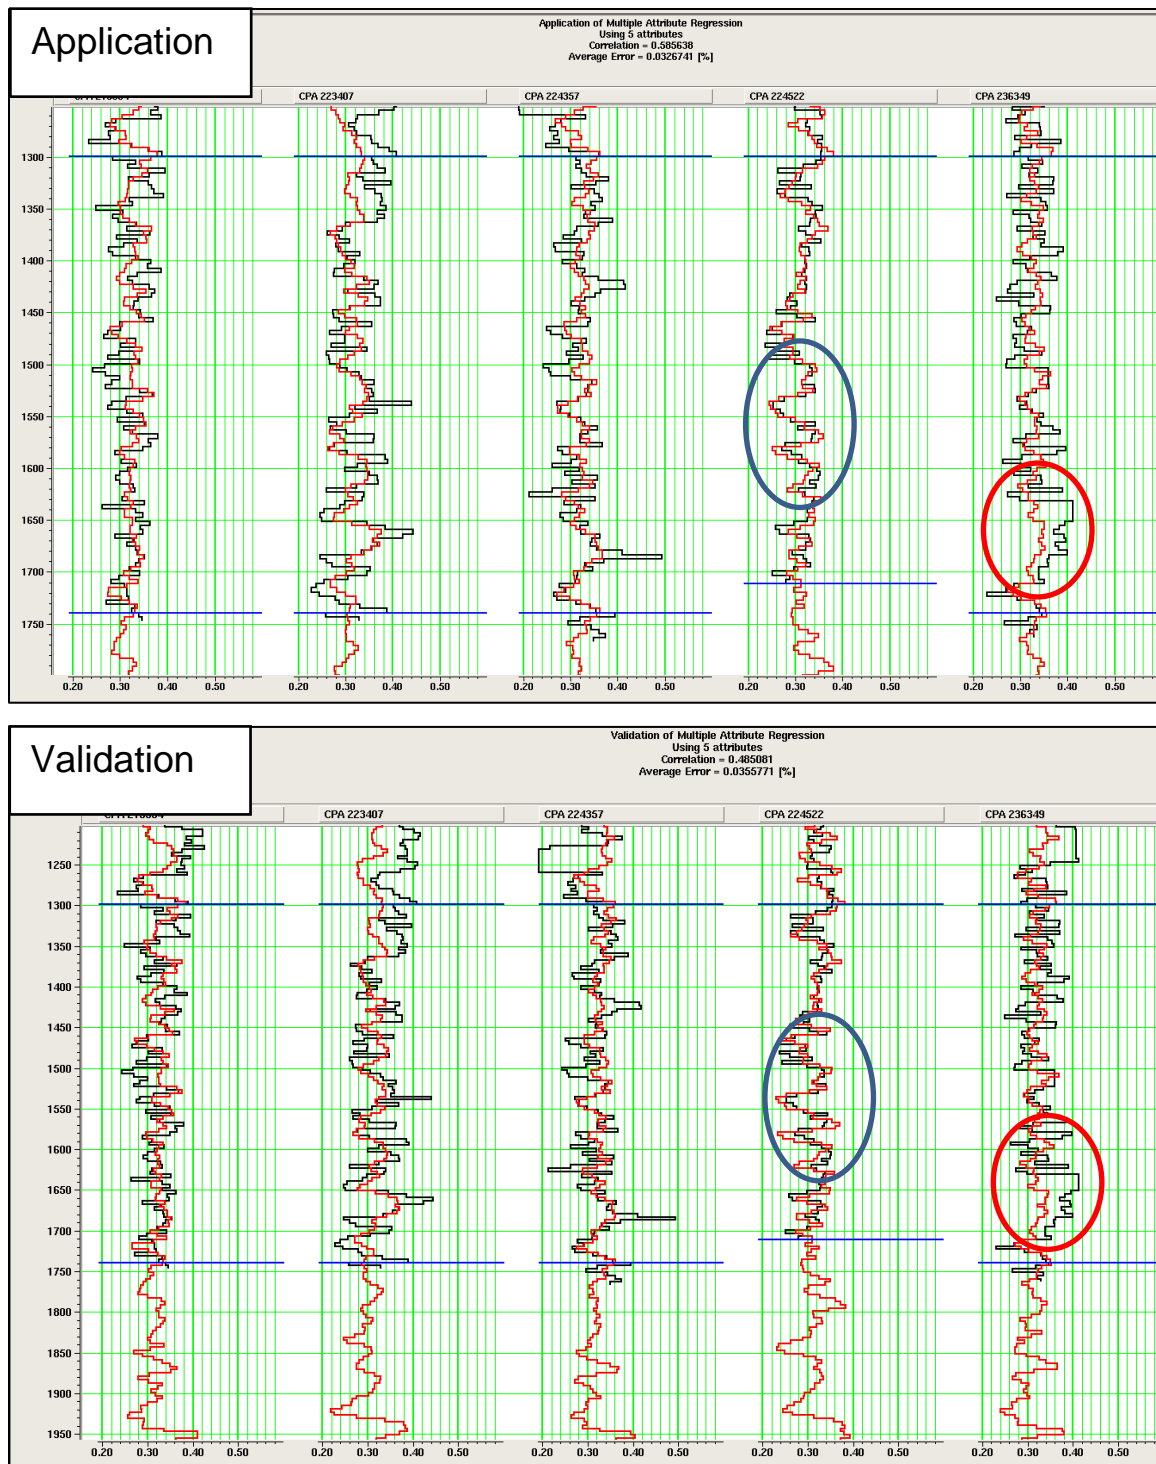 Application
Application of Multiple Attribute Regression
Using 5 attributes
Correlation = 0.585638
Average Error = 0.0326741 [%]
CPA 223407 CPA 224357 CPA 224522 CPA 236349
1300
1350
1400
1450
1500
1550
1600
1650
1700
1750
0.20 0.30 0.40 0.50 0.20 0.30 0.40 0.50 0.20 0.30 0.40 0.50 0.20 0.30 0.40 0.50 0.20 0.30 0.40 0.50
Validation
Validation of Multiple Attribute Regression
Using 5 attributes
Correlation = 0.485081
Average Error = 0.0355771 [%]
CPA 223407 CPA 224357 CPA 224522 CPA 236349
1250
1300
1350
1400
1450
1500
1550
1600
1650
1700
1750
1800
1850
1900
1950
0.20 0.30 0.40 0.50 0.20 0.30 0.40 0.50 0.20 0.30 0.40 0.50 0.20 0.30 0.40 0.50 0.20 0.30 0.40 0.50